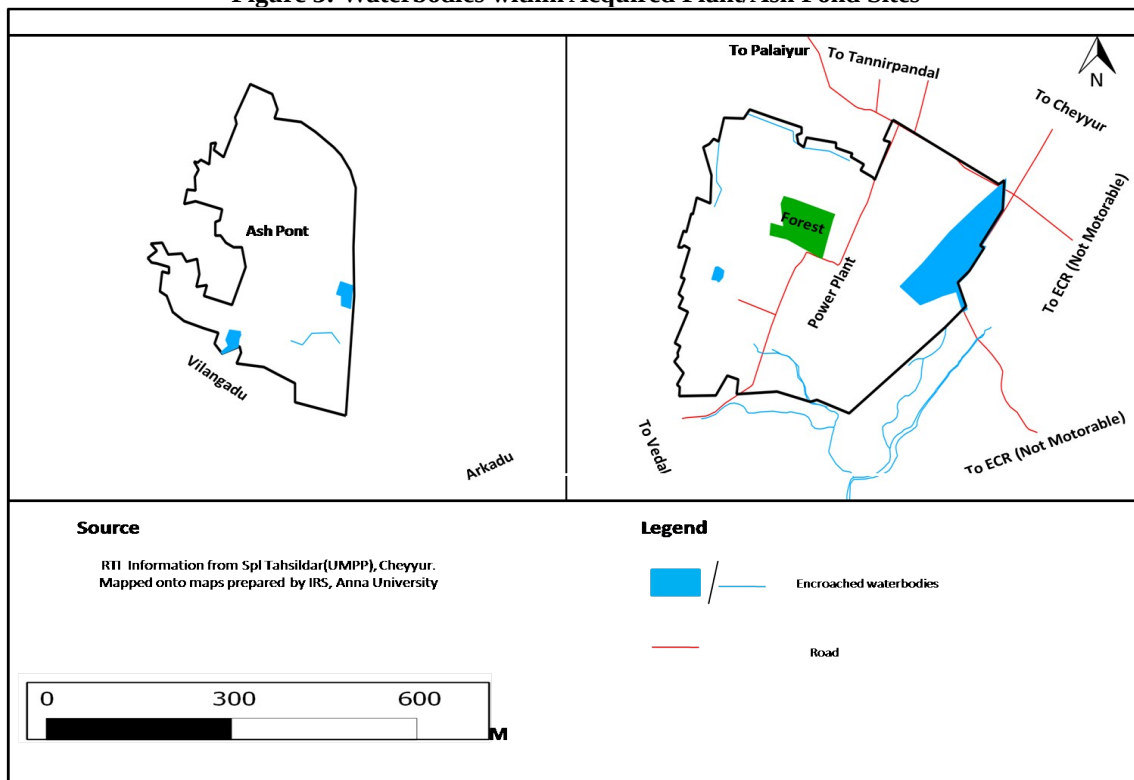 Figure 3: Waterbodies within Acquired Plant/Ash Pond Sites
To Palaiyur
To Tannirpandal
N
To Cheyyur
To ECR (Not Motorable)
Ash Pont
Forest
Power Plant
Vilangadu
Arkadu
To Vedal
To ECR (Not Motorable)
Source
RTI Information from Spl Tahsildar(UMPP), Cheyyur.
Mapped onto maps prepared by IRS, Anna University
Legend
Encroached waterbodies
Road
0 300 600
M